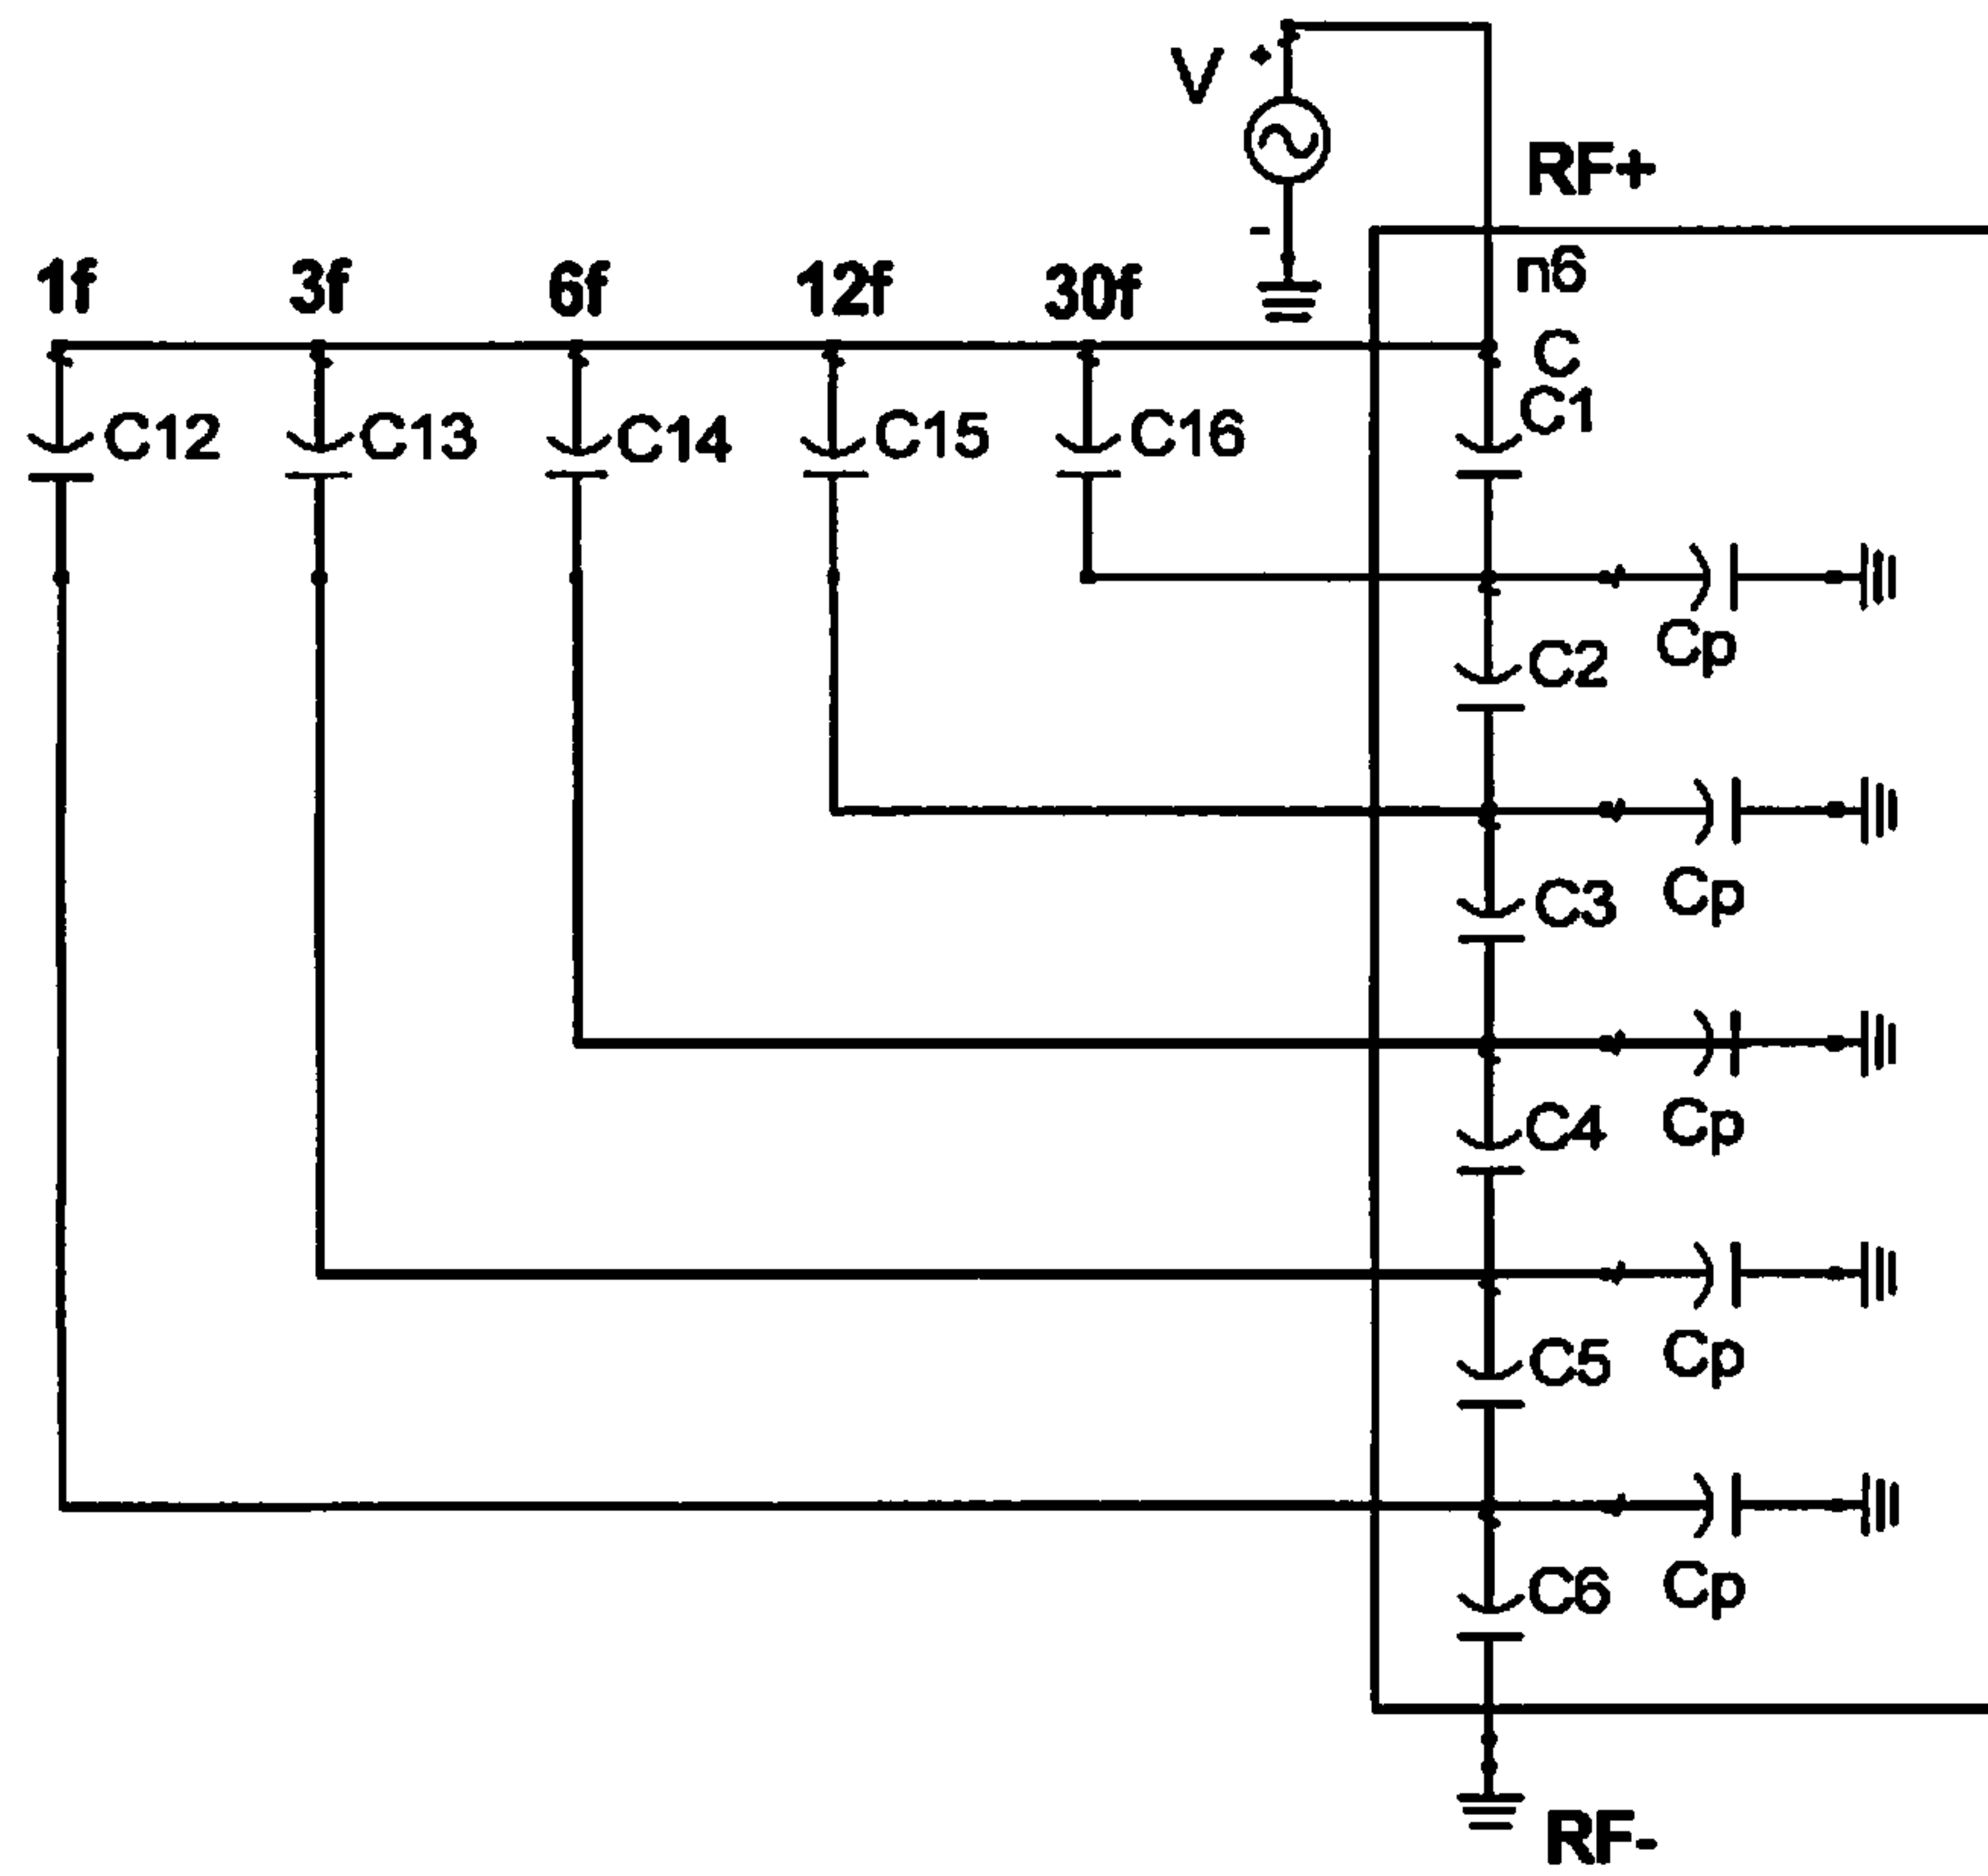 V +
RF+
-
n6
1f 3f 6f 12f 30f
C
C1
C12 C13 C14 C15 C16
Cp
C2
Cp
C3
Cp
C4
Cp
C5
Cp
C6
RF-